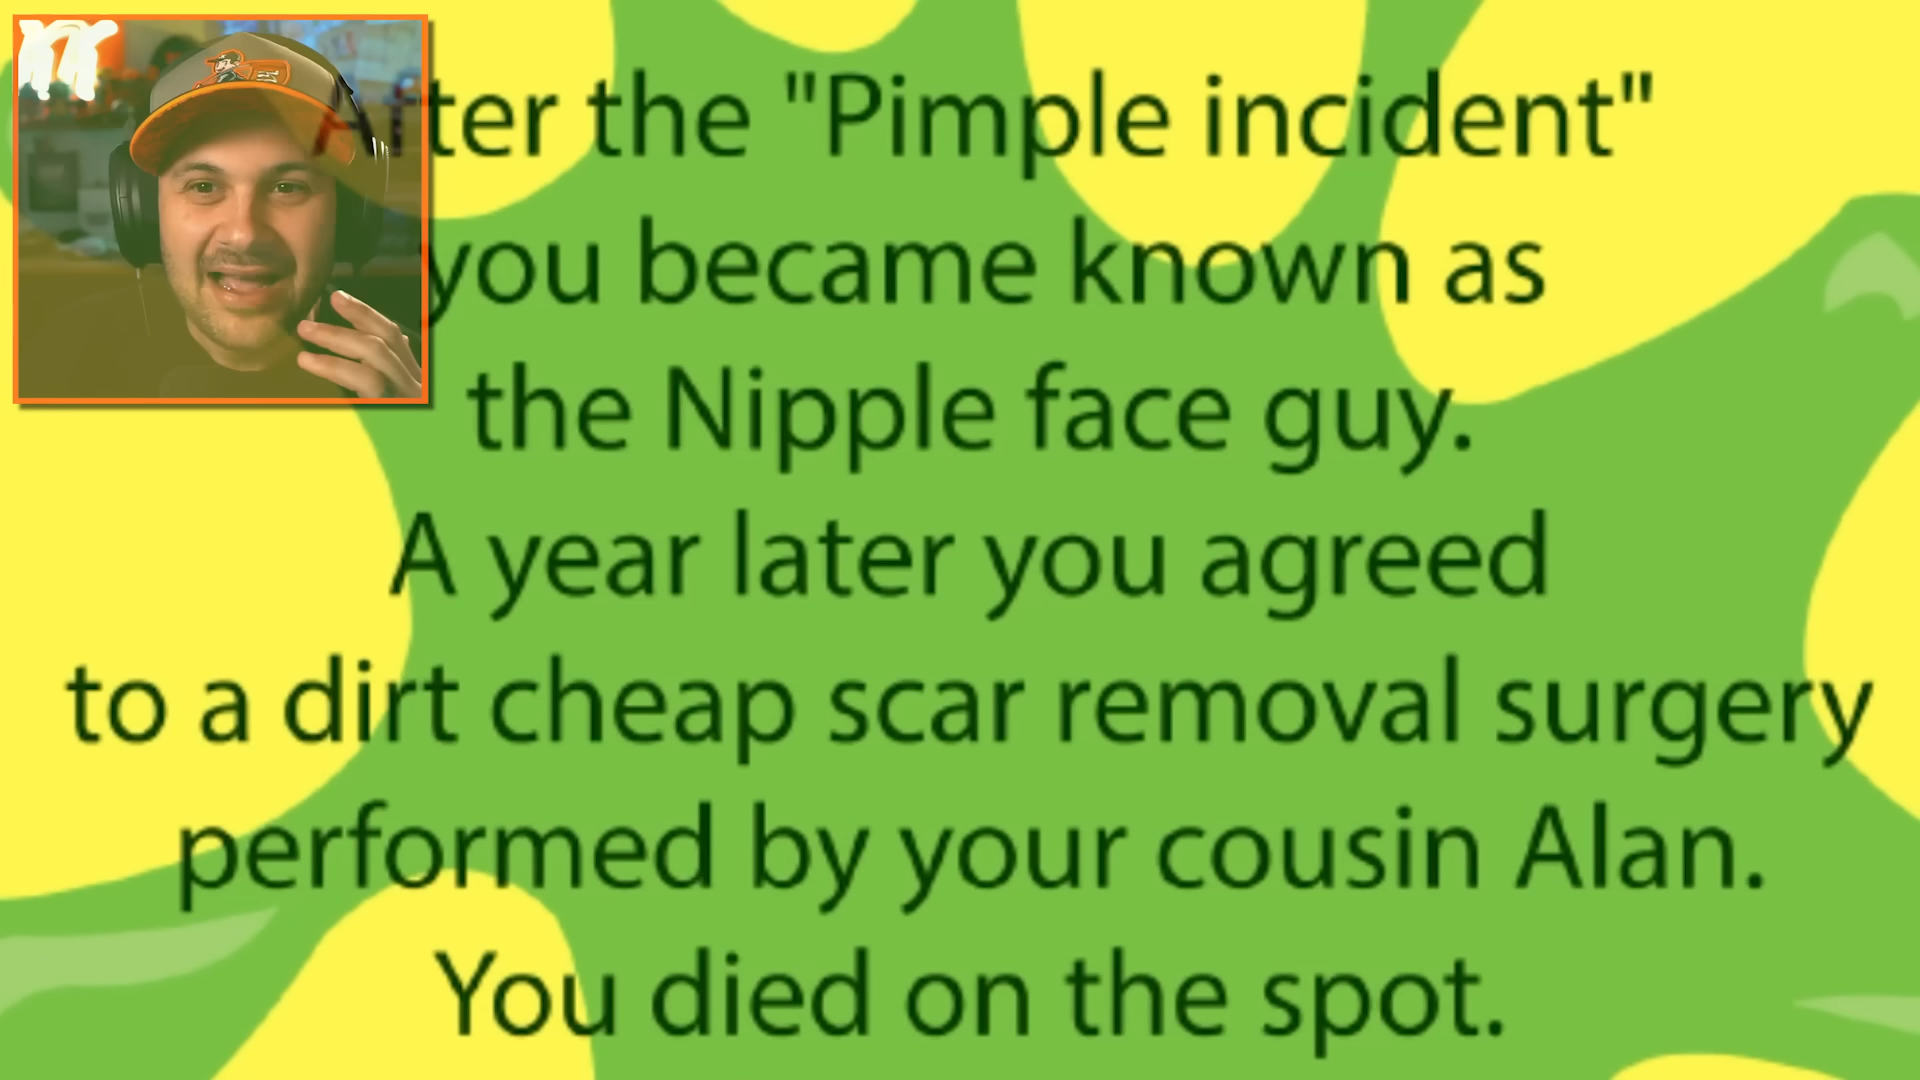 After the "Pimple incident"
you became known as
the Nipple face guy.
A year later you agreed
to a dirt cheap scar removal surgery
performed by your cousin Alan.
You died on the spot.